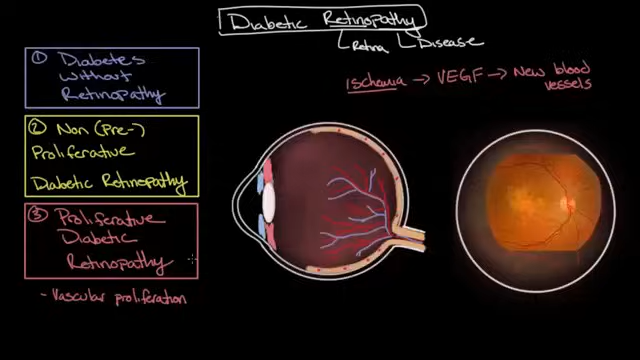 Diabetic Retinopathy
Retina Disease
Ischemia → VEGF → New blood
vessels
① Diabetes
without
Retinopathy
② Non (Pre-)
Proliferative
Diabetic Retinopathy
③ Proliferative
Diabetic
Retinopathy
- Vascular proliferation